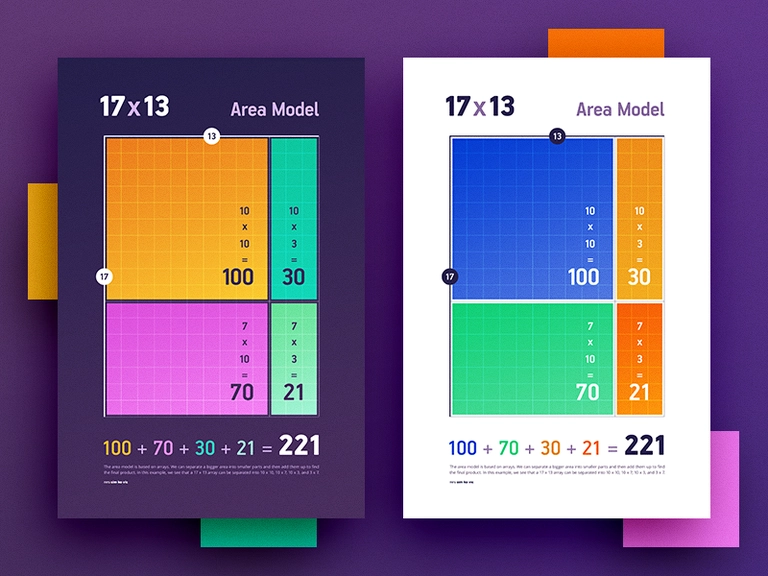 17 x 13
Area Model
13
10
x
10
=
100
10
x
3
=
30
17
7
x
10
=
70
7
x
3
=
21
100 + 70 + 30 + 21 = 221
The area model is based on arrays. We can separate a bigger area into smaller parts and then add them up to find
the final product. In this example, we see that a 17 x 13 array can be separated into 10 x 10, 10 x 7, 10 x 3, and 3 x 7.
17 x 13
Area Model
13
10
x
10
=
100
10
x
3
=
30
17
7
x
10
=
70
7
x
3
=
21
100 + 70 + 30 + 21 = 221
The area model is based on arrays. We can separate a bigger area into smaller parts and then add them up to find
the final product. In this example, we see that a 17 x 13 array can be separated into 10 x 10, 10 x 7, 10 x 3, and 3 x 7.